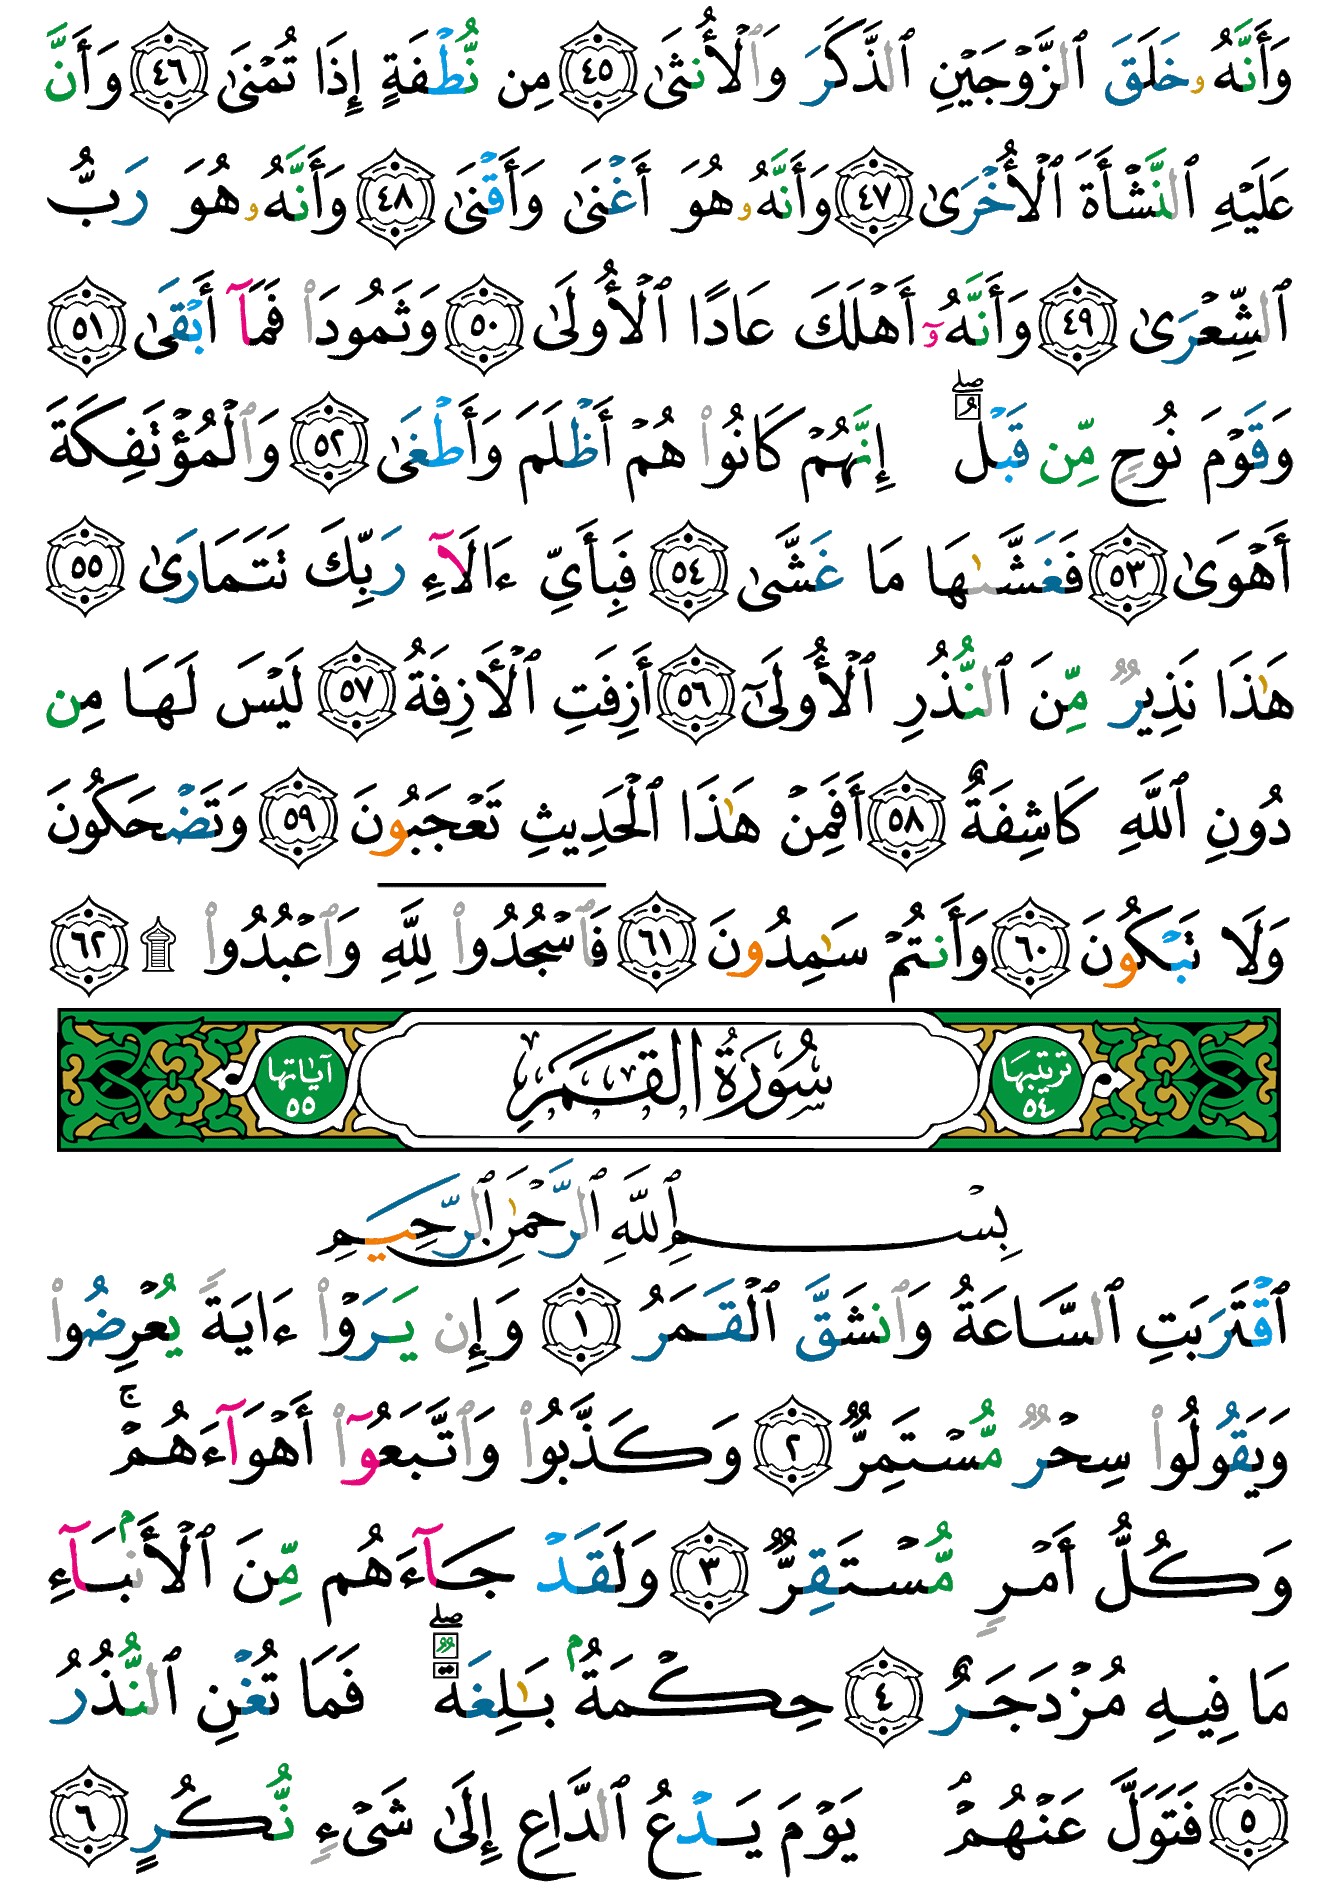 وَأَنَّهُۥ خَلَقَ ٱلزَّوۡجَيۡنِ ٱلذَّكَرَ وَٱلۡأُنثَىٰ ٤٥ مِن نُّطۡفَةٍ إِذَا تُمۡنَىٰ ٤٦ وَأَنَّ
عَلَيۡهِ ٱلنَّشۡأَةَ ٱلۡأُخۡرَىٰ ٤٧ وَأَنَّهُۥ هُوَ أَغۡنَىٰ وَأَقۡنَىٰ ٤٨ وَأَنَّهُۥ هُوَ رَبُّ
ٱلشِّعۡرَىٰ ٤٩ وَأَنَّهُۥٓ أَهۡلَكَ عَادًا ٱلۡأُولَىٰ ٥٠ وَثَمُودَاْ فَمَآ أَبۡقَىٰ ٥١
وَقَوۡمَ نُوحٍ مِّن قَبۡلُۖ إِنَّهُمۡ كَانُواْ هُمۡ أَظۡلَمَ وَأَطۡغَىٰ ٥٢ وَٱلۡمُؤۡتَفِكَةَ
أَهۡوَىٰ ٥٣ فَغَشَّىٰهَا مَا غَشَّىٰ ٥٤ فَبِأَيِّ ءَالَآءِ رَبِّكَ تَتَمَارَىٰ ٥٥
هَٰذَا نَذِيرٌ مِّنَ ٱلنُّذُرِ ٱلۡأُولَىٰٓ ٥٦ أَزِفَتِ ٱلۡأٓزِفَةُ ٥٧ لَيۡسَ لَهَا مِن
دُونِ ٱللَّهِ كَاشِفَةٌ ٥٨ أَفَمِنۡ هَٰذَا ٱلۡحَدِيثِ تَعۡجَبُونَ ٥٩ وَتَضۡحَكُونَ
وَلَا تَبۡكُونَ ٦٠ وَأَنتُمۡ سَٰمِدُونَ ٦١ فَٱسۡجُدُواْ لِلَّهِ وَٱعۡبُدُواْ ۩ ٦٢
ترتيبها ٥٤ سُورَةُ القَمَرِ آياتها ٥٥
بِسۡمِ ٱللَّهِ ٱلرَّحۡمَٰنِ ٱلرَّحِيمِ
ٱقۡتَرَبَتِ ٱلسَّاعَةُ وَٱنشَقَّ ٱلۡقَمَرُ ١ وَإِن يَرَوۡاْ ءَايَةً يُعۡرِضُواْ
وَيَقُولُواْ سِحۡرٌ مُّسۡتَمِرٌّ ٢ وَكَذَّبُواْ وَٱتَّبَعُوٓاْ أَهۡوَآءَهُمۡۚ
وَكُلُّ أَمۡرٍ مُّسۡتَقِرٌّ ٣ وَلَقَدۡ جَآءَهُم مِّنَ ٱلۡأَنۢبَآءِ
مَا فِيهِ مُزۡدَجَرٌ ٤ حِكۡمَةُۢ بَٰلِغَةٌۖ فَمَا تُغۡنِ ٱلنُّذُرُ
٥ فَتَوَلَّ عَنۡهُمۡۘ يَوۡمَ يَدۡعُ ٱلدَّاعِ إِلَىٰ شَيۡءٍ نُّكُرٍ ٦